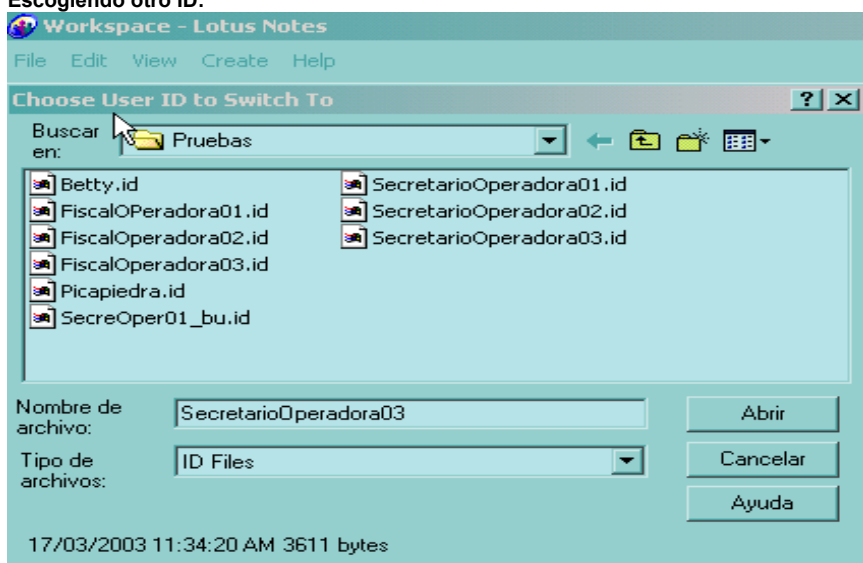 Escogiendo otro ID:
Workspace - Lotus Notes
File Edit View Create Help
Choose User ID to Switch To
Buscar en: Pruebas
Betty.id
FiscalOPeradora01.id
FiscalOperadora02.id
FiscalOperadora03.id
Picapiedra.id
SecreOper01_bu.id
SecretarioOperadora01.id
SecretarioOperadora02.id
SecretarioOperadora03.id
Nombre de archivo: SecretarioOperadora03
Abrir
Tipo de archivos: ID Files
Cancelar
Ayuda
17/03/2003 11:34:20 AM 3611 bytes